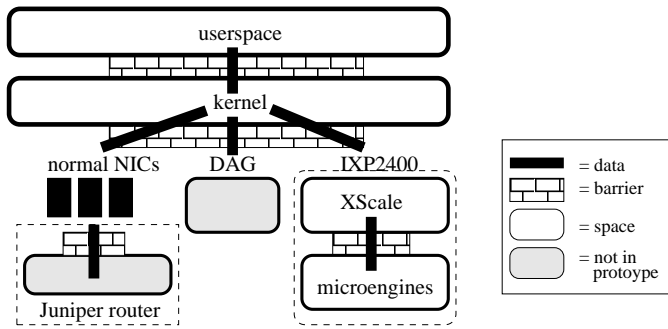 userspace
kernel
normal NICs
DAG
IXP2400
XScale
microengines
Juniper router
= data
= barrier
= space
= not in
protoype